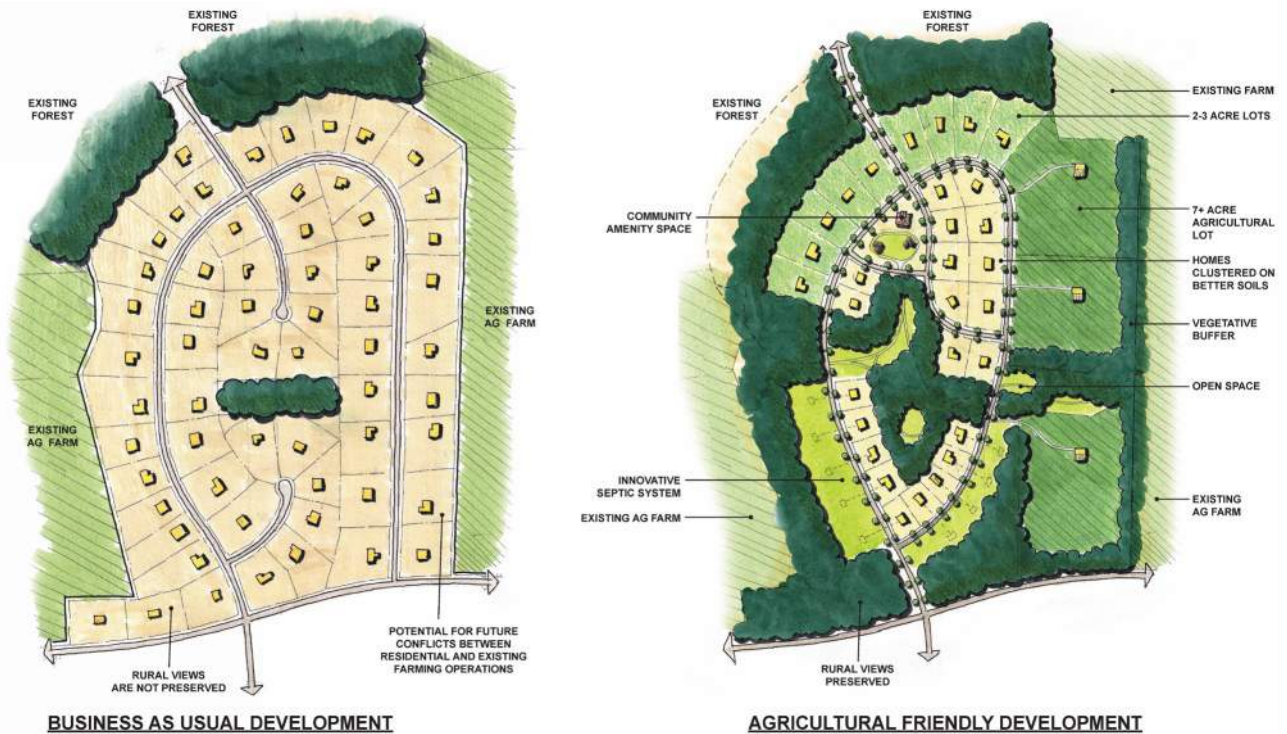 EXISTING
FOREST
EXISTING
FOREST
EXISTING
AG FARM
EXISTING
AG FARM
RURAL VIEWS
ARE NOT PRESERVED
POTENTIAL FOR FUTURE
CONFLICTS BETWEEN
RESIDENTIAL AND EXISTING
FARMING OPERATIONS
BUSINESS AS USUAL DEVELOPMENT
EXISTING
FOREST
EXISTING
FOREST
EXISTING FARM
2-3 ACRE LOTS
COMMUNITY
AMENITY SPACE
7+ ACRE
AGRICULTURAL
LOT
HOMES
CLUSTERED ON
BETTER SOILS
VEGETATIVE
BUFFER
OPEN SPACE
INNOVATIVE
SEPTIC SYSTEM
EXISTING AG FARM
EXISTING
AG FARM
RURAL VIEWS
PRESERVED
AGRICULTURAL FRIENDLY DEVELOPMENT